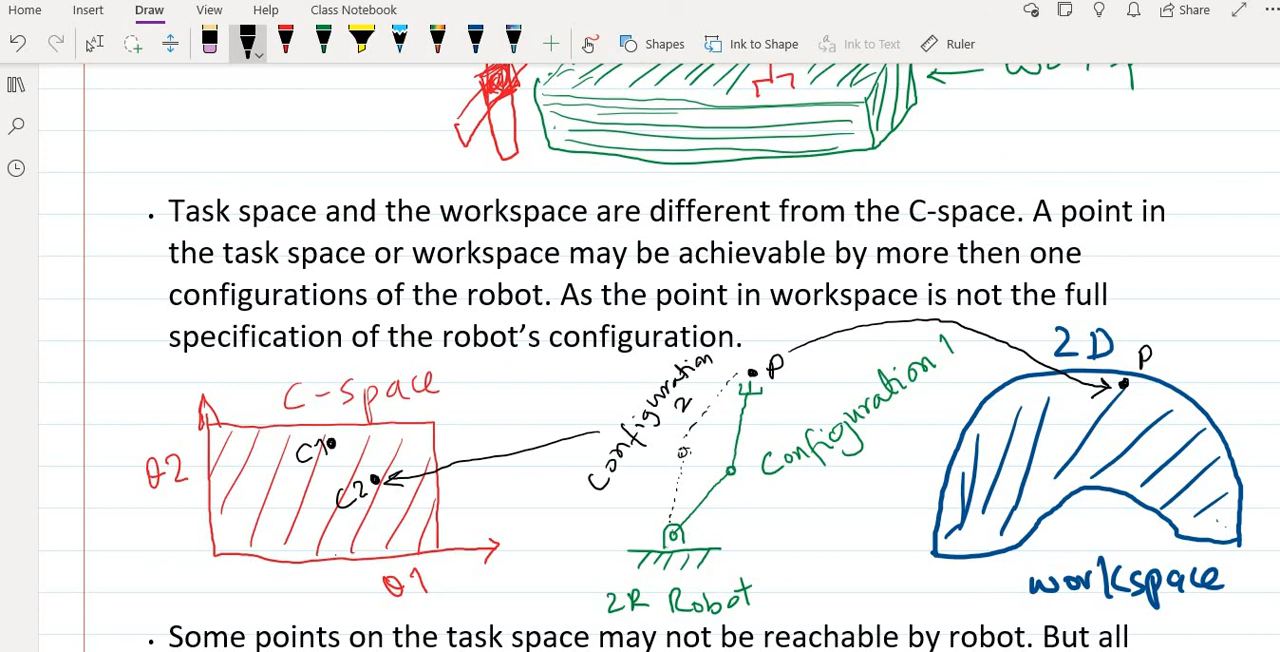 Home Insert Draw Task View Help Class Notebook Share
Shapes Ink to Shape Ink to Text Ruler
. Task space and the workspace are different from the C-space. A point in
the task space or workspace may be achievable by more then one
configurations of the robot. As the point in workspace is not the full
specification of the robot's configuration.
C-space
θ2
C1
C2
θ1
Configuration
2
P
Configuration 1
2R Robot
2D
P
workspace
. Some points on the task space may not be reachable by robot. But all